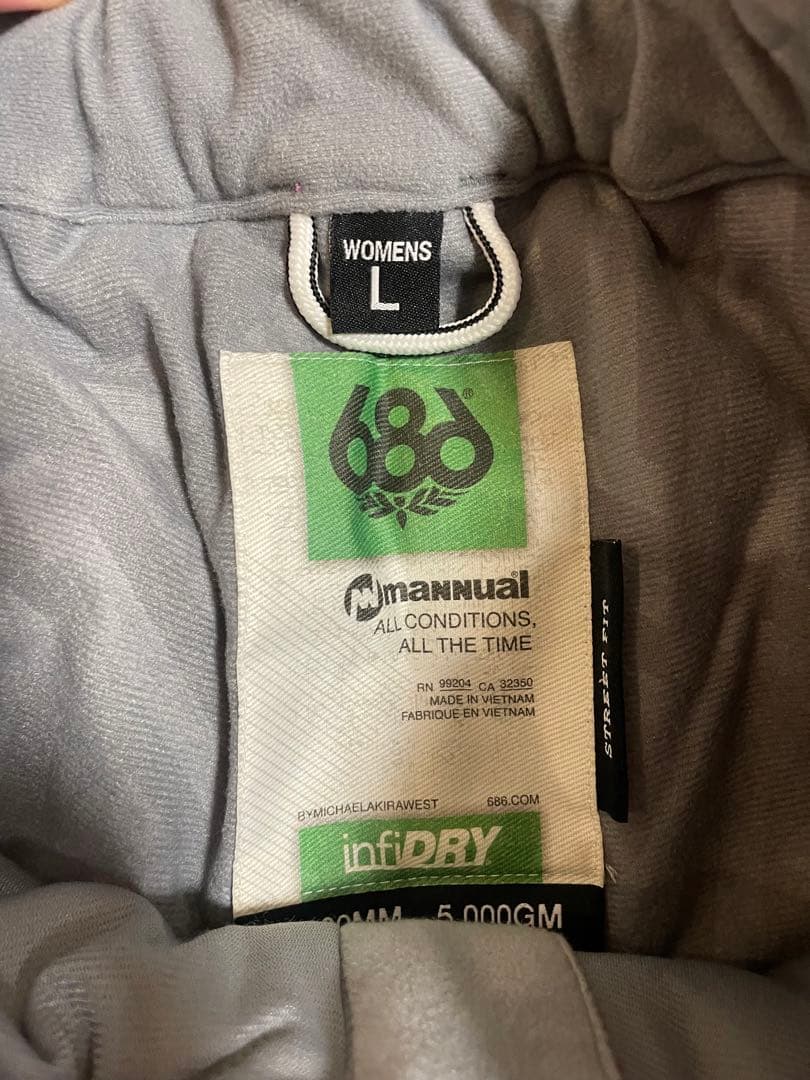 WOMENS
L
686®
mannual®
ALL CONDITIONS,
ALL THE TIME
RN 99204 CA 32350
MADE IN VIETNAM
FABRIQUE EN VIETNAM
STREET FIT
BYMICHAELAKIRAWEST 686.COM
infiDRY
5,000GM